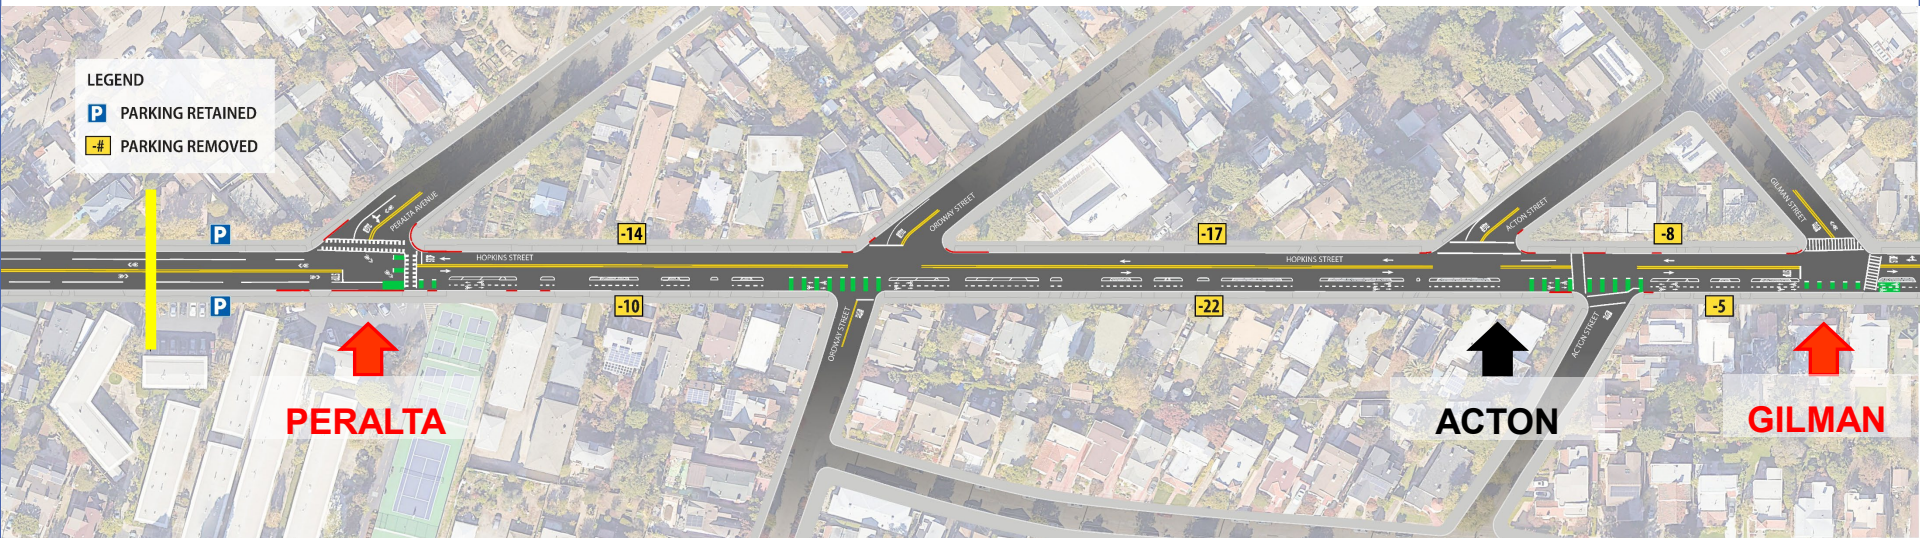 LEGEND
P PARKING RETAINED
-# PARKING REMOVED
P
PERALTA AVENUE
-14
ORDWAY STREET
-17
ACTON STREET
-8
GILMAN STREET
HOPKINS STREET
HOPKINS STREET
P
-10
ORDWAY STREET
-22
ACTON STREET
-5
PERALTA
ACTON
GILMAN